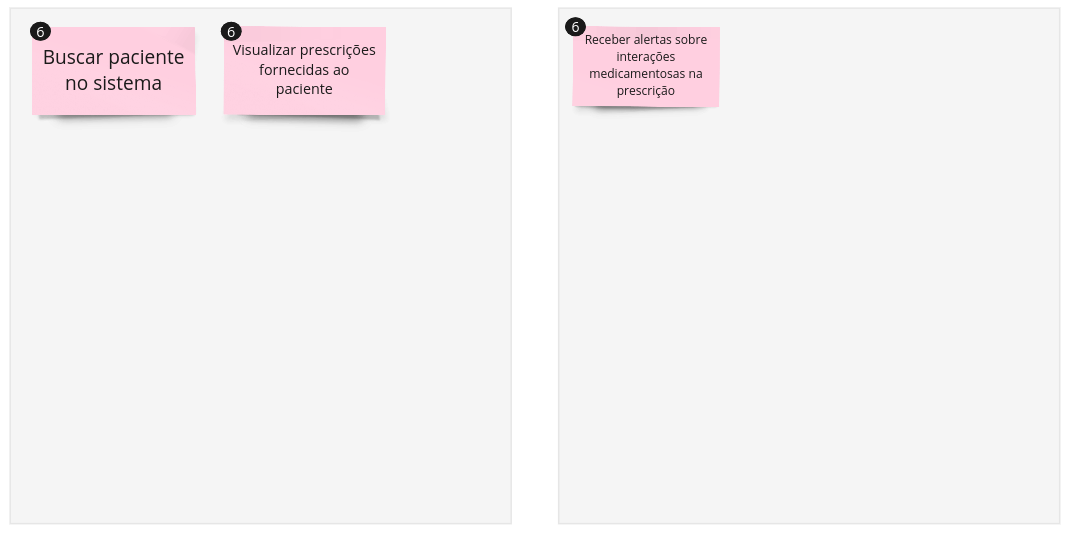 6
Buscar paciente
no sistema
6
Visualizar prescrições
fornecidas ao
paciente
6
Receber alertas sobre
interações
medicamentosas na
prescrição